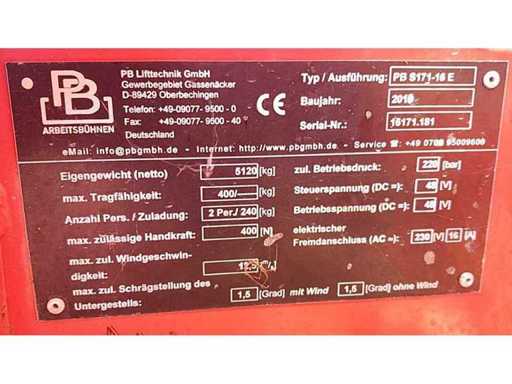 PB
ARBEITSBÜHNEN
PB Lifttechnik GmbH
Gewerbegebiet Gassenäcker
D-89429 Oberbechingen
Telefon: +49-09077- 9500 - 0
Fax: +49-09077- 9500 - 40
Deutschland
CE
Typ / Ausführung: PB S171-16 E
Baujahr:
Serial-Nr.: 16171.181
eMail: info@pbgmbh.de - Internet: http://www.pbgmbh.de - Service
Eigengewicht (netto) 5120 [kg]
max. Tragfähigkeit: 400/---- [kg]
Anzahl Pers. / Zuladung: 2 Per./ 240 [kg]
max. zulässige Handkraft: 400 [N]
max. zul. Windgeschwin-
digkeit:
max. zul. Schrägstellung des
Untergestells: 1,5 [Grad] mit Wind 1,5 [Grad] ohne Wind
zul. Betriebsdruck: 220 [bar]
Steuerspannung (DC =): 48 [V]
Betriebsspannung (DC =): 48 [V]
elektrischer
Fremdanschluss (AC ~): 230 [V] 16 [A]